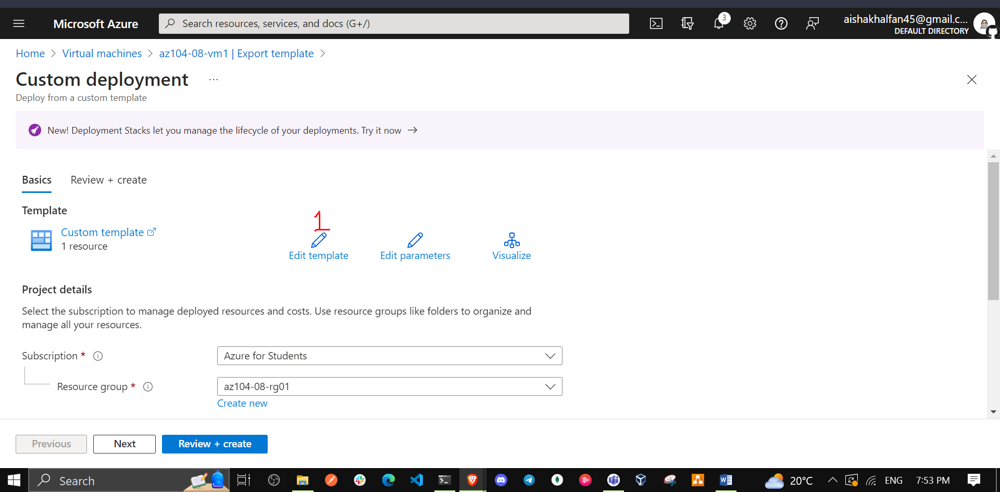 Microsoft Azure
Search resources, services, and docs (G+/)
3
aishakhalfan45@gmail.c...
DEFAULT DIRECTORY
Home > Virtual machines > az104-08-vm1 | Export template >
Custom deployment ...
Deploy from a custom template
New! Deployment Stacks let you manage the lifecycle of your deployments. Try it now →
Basics
Review + create
Template
Custom template
1 resource
1
Edit template
Edit parameters
Visualize
Project details
Select the subscription to manage deployed resources and costs. Use resource groups like folders to organize and
manage all your resources.
Subscription *
Azure for Students
Resource group *
az104-08-rg01
Create new
Previous
Next
Review + create
Search
20°C
ENG
7:53 PM